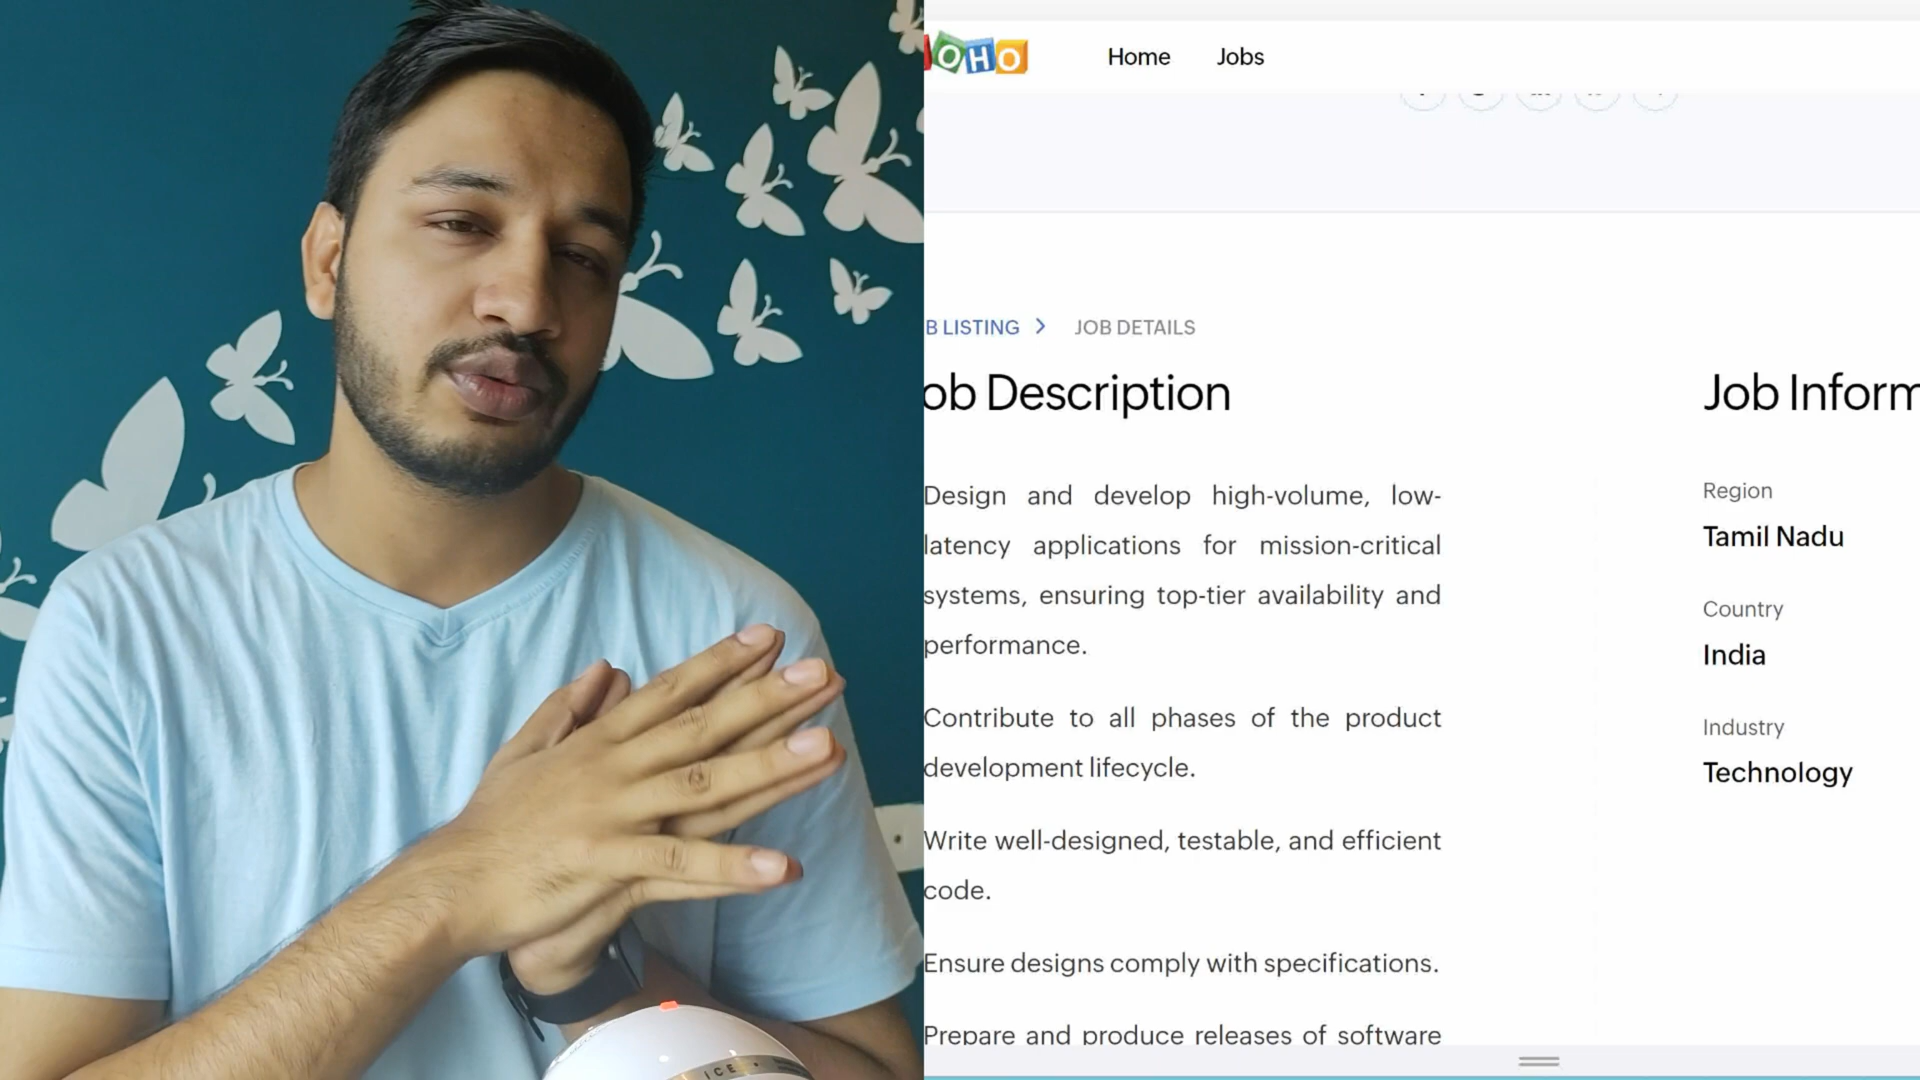 OHO
Home
Jobs
B LISTING
JOB DETAILS
ob Description
Design and develop high-volume, low-
latency applications for mission-critical
systems, ensuring top-tier availability and
performance.
Contribute to all phases of the product
development lifecycle.
Write well-designed, testable, and efficient
code.
Ensure designs comply with specifications.
Prepare and produce releases of software
Job Inform
Region
Tamil Nadu
Country
India
Industry
Technology
ICE